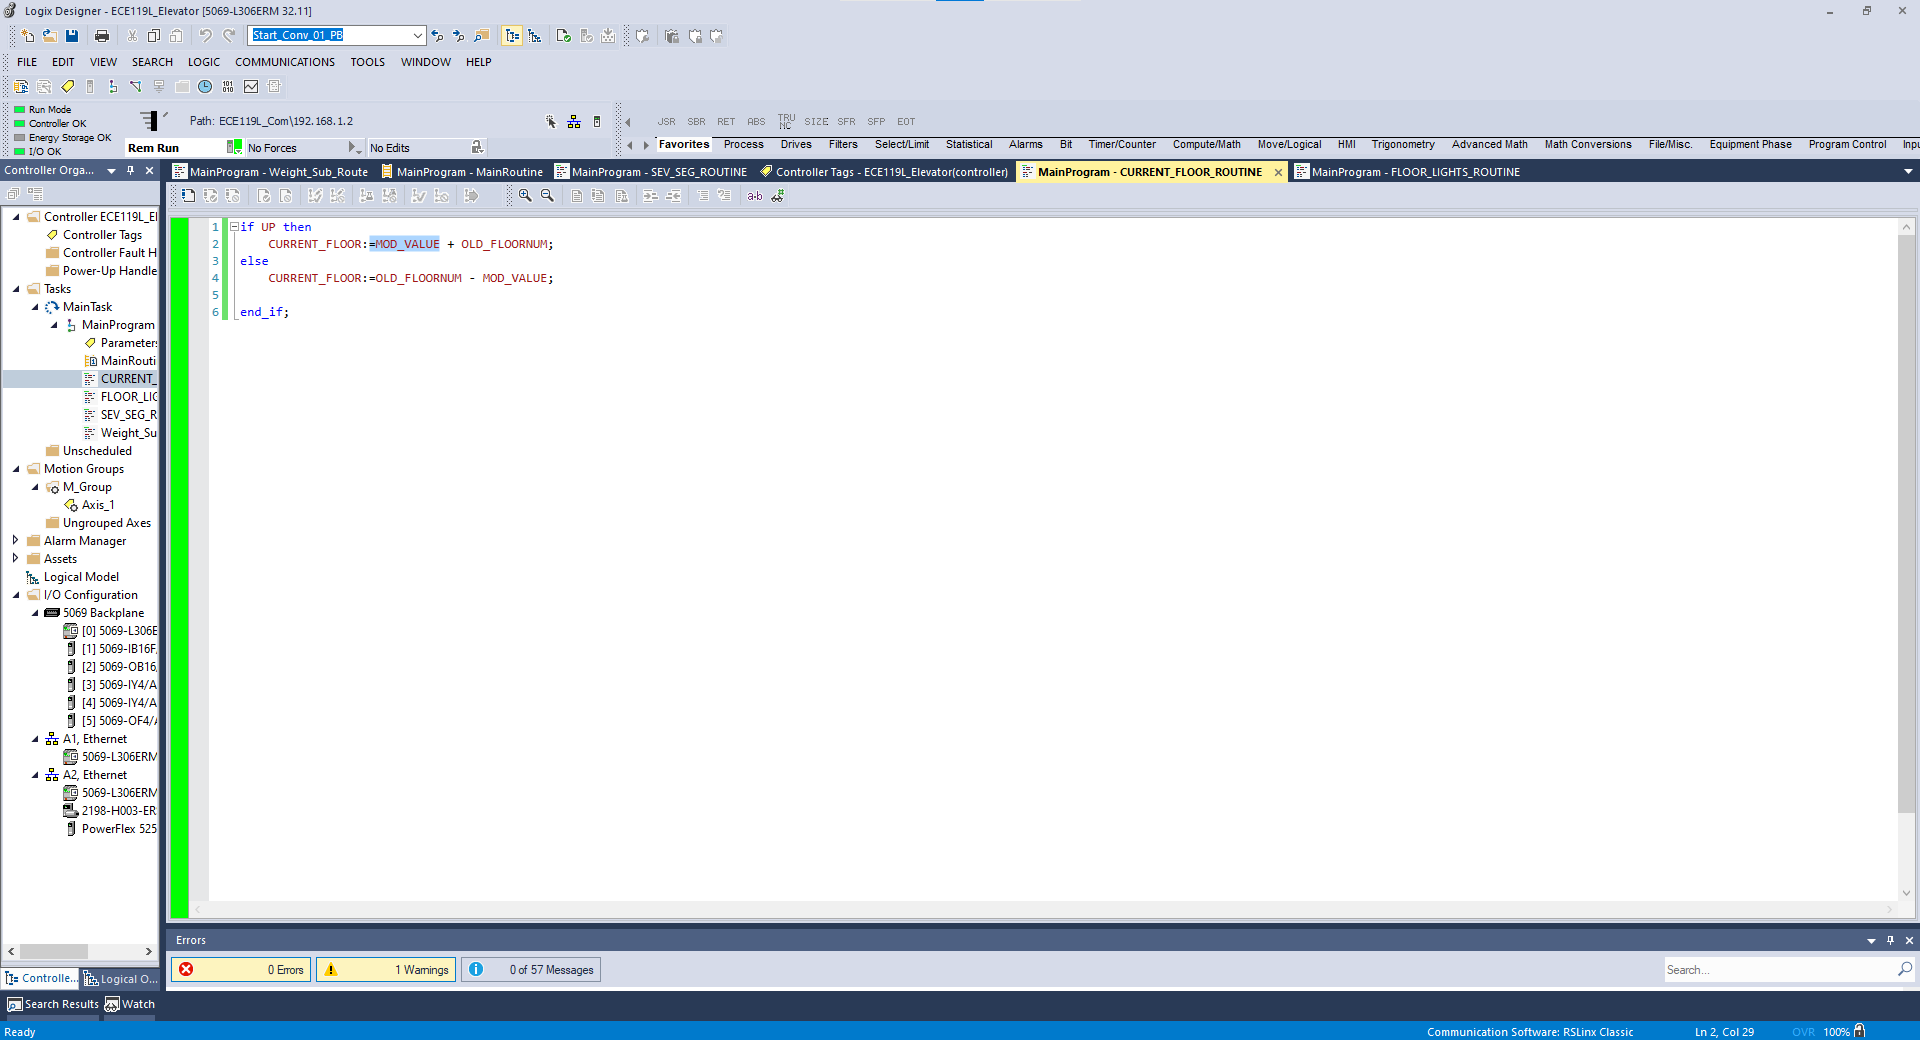 Logix Designer - ECE119L_Elevator [5069-L306ERM 32.11]
Start_Conv_01_PB
FILE EDIT VIEW SEARCH LOGIC COMMUNICATIONS TOOLS WINDOW HELP
Run Mode
Controller OK
Energy Storage OK
I/O OK
Path: ECE119L_Com\192.168.1.2
Rem Run No Forces No Edits
JSR SBR RET ABS TRUNC SIZE SFR SFP EOT
Favorites Process Drives Filters Select/Limit Statistical Alarms Bit Timer/Counter Compute/Math Move/Logical HMI Trigonometry Advanced Math Math Conversions File/Misc. Equipment Phase Program Control Inpu
Controller Orga...
MainProgram - Weight_Sub_Route MainProgram - MainRoutine MainProgram - SEV_SEG_ROUTINE Controller Tags - ECE119L_Elevator(controller) MainProgram - CURRENT_FLOOR_ROUTINE MainProgram - FLOOR_LIGHTS_ROUTINE
a-b
Controller ECE119L_El
Controller Tags
Controller Fault H
Power-Up Handle
Tasks
MainTask
MainProgram
Parameters
MainRouti
CURRENT_
FLOOR_LIG
SEV_SEG_R
Weight_Su
Unscheduled
Motion Groups
M_Group
Axis_1
Ungrouped Axes
Alarm Manager
Assets
Logical Model
I/O Configuration
5069 Backplane
[0] 5069-L306E
[1] 5069-IB16F/
[2] 5069-OB16/
[3] 5069-IY4/A
[4] 5069-IY4/A
[5] 5069-OF4/A
A1, Ethernet
5069-L306ERM
A2, Ethernet
5069-L306ERM
2198-H003-ERS
PowerFlex 525
1 if UP then
2 CURRENT_FLOOR:=MOD_VALUE + OLD_FLOORNUM;
3 else
4 CURRENT_FLOOR:=OLD_FLOORNUM - MOD_VALUE;
5
6 end_if;
Errors
0 Errors 1 Warnings 0 of 57 Messages
Search...
Controlle... Logical O...
Search Results Watch
Ready
Communication Software: RSLinx Classic Ln 2, Col 29 OVR 100%